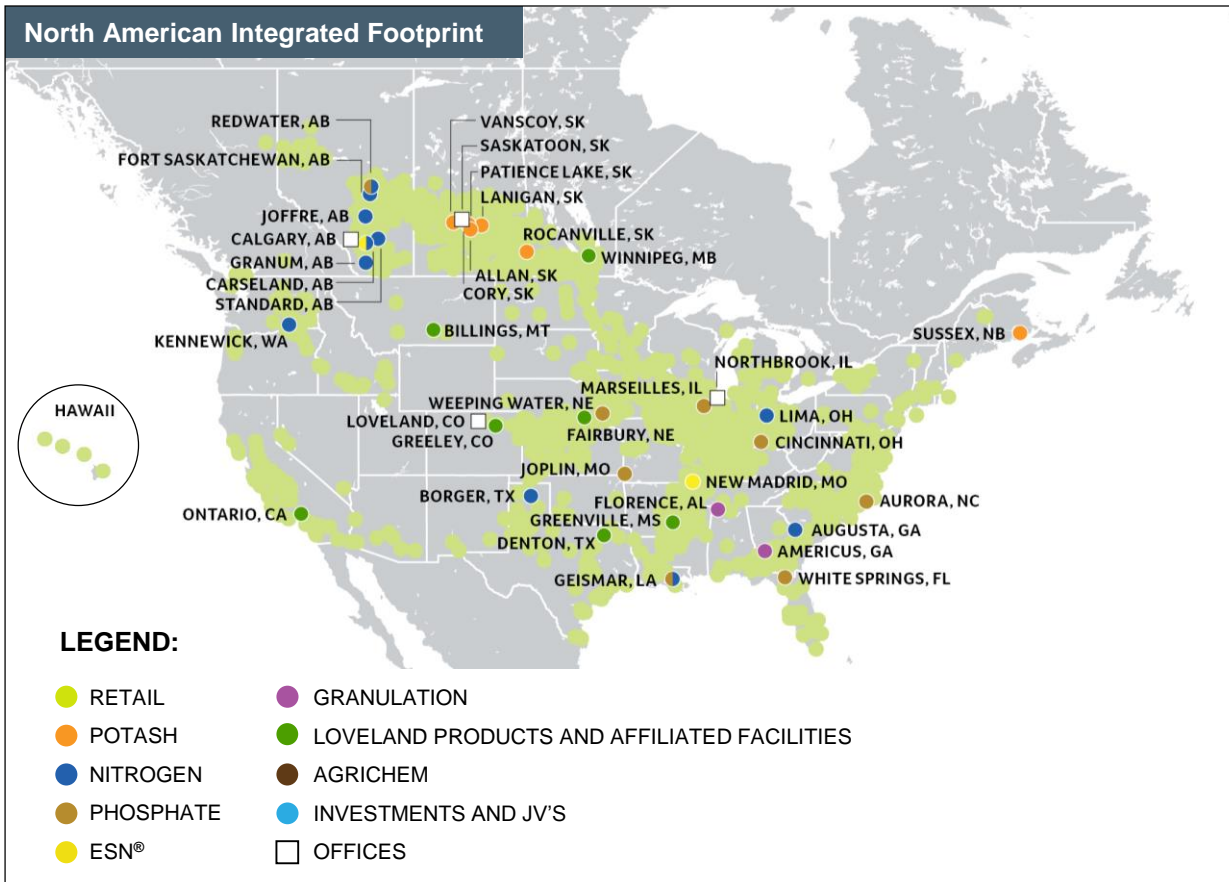 North American Integrated Footprint
REDWATER, AB
FORT SASKATCHEWAN, AB
JOFFRE, AB
CALGARY, AB
GRANUM, AB
CARSELAND, AB
STANDARD, AB
KENNEWICK, WA
VANSCOY, SK
SASKATOON, SK
PATIENCE LAKE, SK
LANIGAN, SK
ROCANVILLE, SK
WINNIPEG, MB
ALLAN, SK
CORY, SK
BILLINGS, MT
SUSSEX, NB
NORTHBROOK, IL
MARSEILLES, IL
WEEPING WATER, NE
LOVELAND, CO
GREELEY, CO
FAIRBURY, NE
LIMA, OH
CINCINNATI, OH
HAWAII
JOPLIN, MO
NEW MADRID, MO
BORGER, TX
FLORENCE, AL
AURORA, NC
ONTARIO, CA
GREENVILLE, MS
DENTON, TX
AUGUSTA, GA
AMERICUS, GA
GEISMAR, LA
WHITE SPRINGS, FL
LEGEND:
RETAIL
POTASH
NITROGEN
PHOSPHATE
ESN®
GRANULATION
LOVELAND PRODUCTS AND AFFILIATED FACILITIES
AGRICHEM
INVESTMENTS AND JV'S
OFFICES